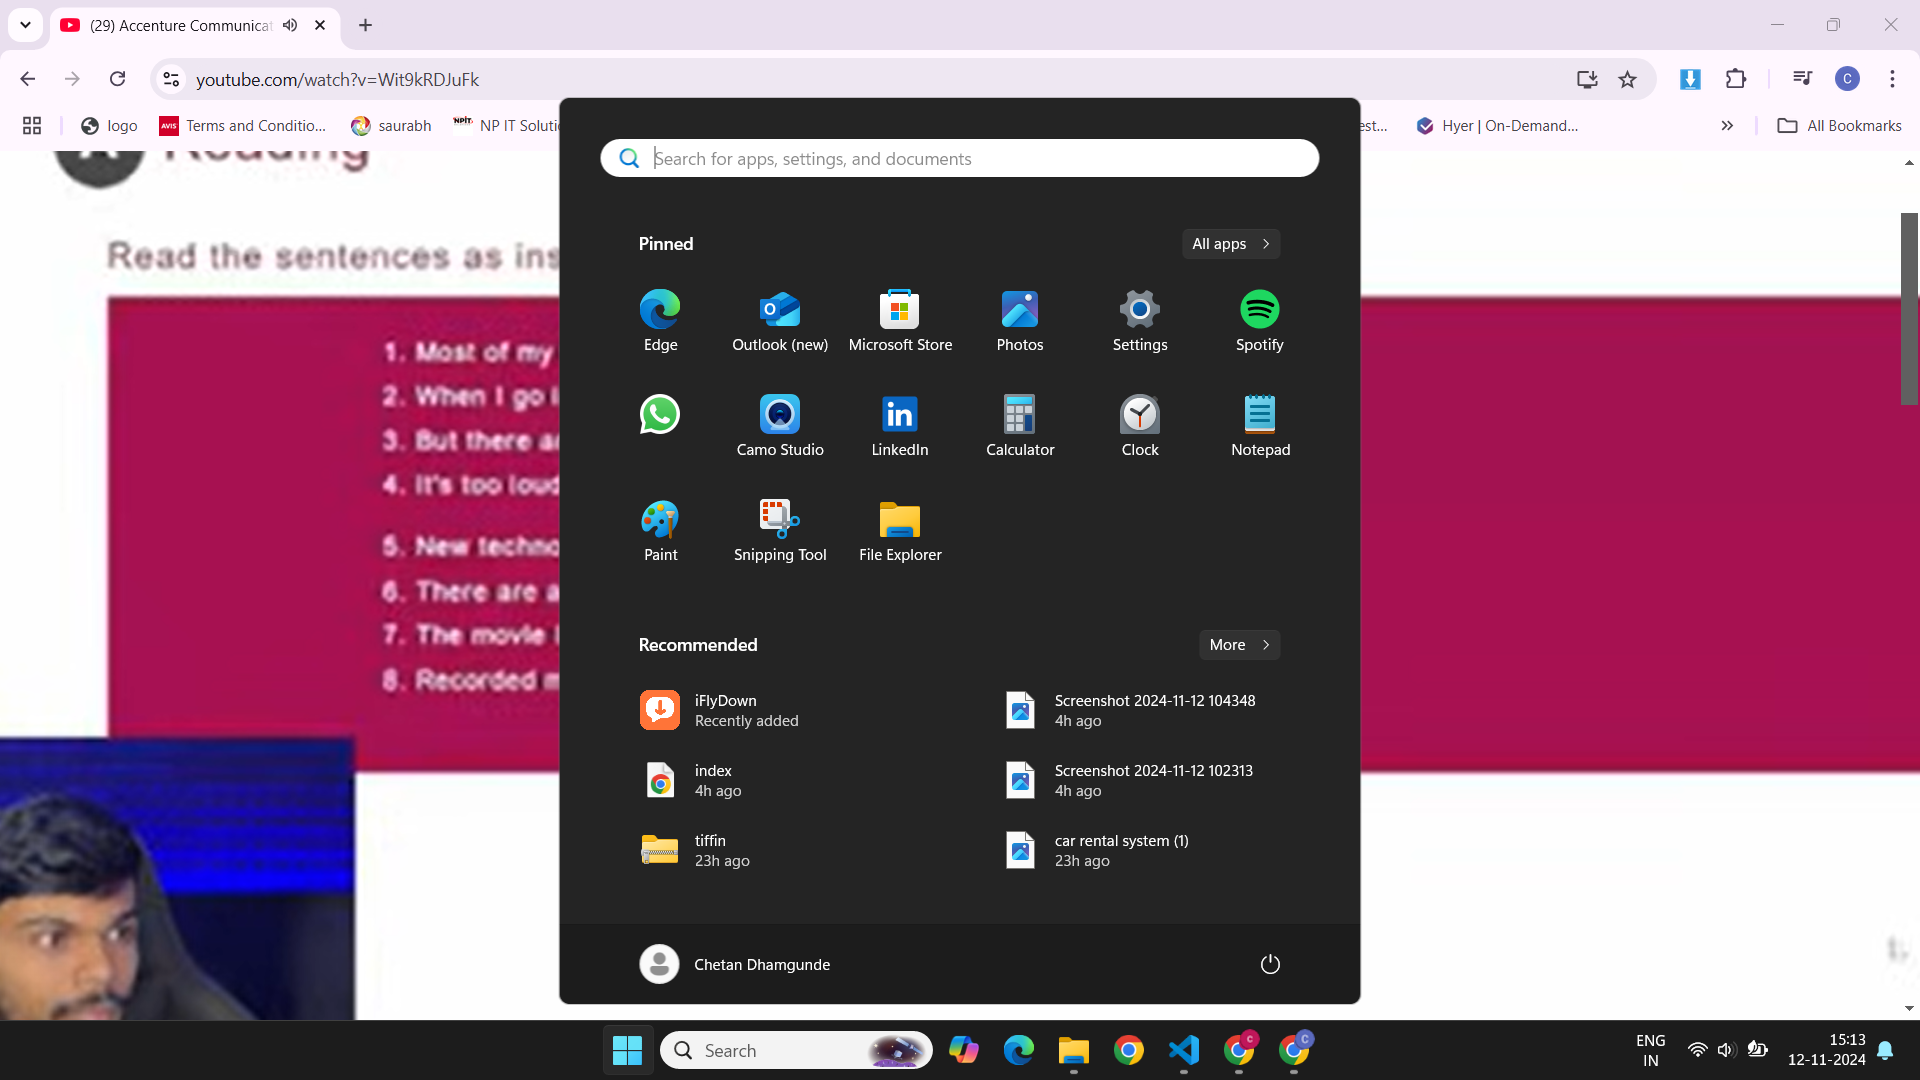 (29) Accenture Communicat
youtube.com/watch?v=Wit9kRDJuFk
C
logo
AVIS Terms and Conditio...
saurabh
NPIT NP IT Soluti
est...
Hyer | On-Demand...
All Bookmarks
Reading
Read the sentences as ins
1. Most of my
2. When I go
3. But there a
4. It's too loud
5. New techno
6. There are a
7. The movie
8. Recorded m
Search for apps, settings, and documents
Pinned
All apps
Edge
Outlook (new)
Microsoft Store
Photos
Settings
Spotify
Camo Studio
LinkedIn
Calculator
Clock
Notepad
Paint
Snipping Tool
File Explorer
Recommended
More
iFlyDown
Recently added
Screenshot 2024-11-12 104348
4h ago
index
4h ago
Screenshot 2024-11-12 102313
4h ago
tiffin
23h ago
car rental system (1)
23h ago
Chetan Dhamgunde
Search
C
C
ENG
IN
15:13
12-11-2024